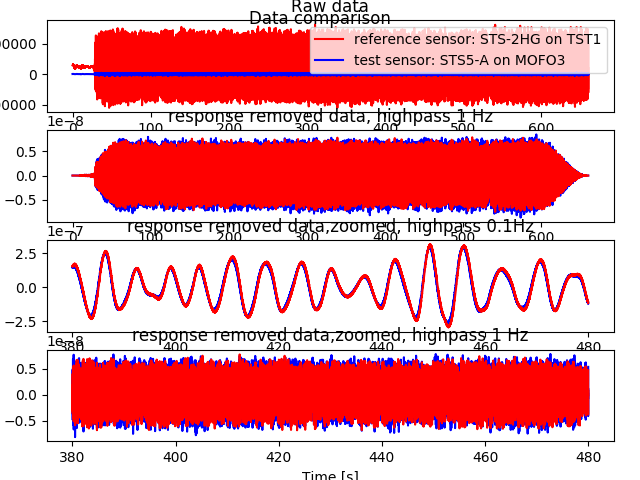 Raw data
Data comparison
reference sensor: STS-2HG on TST1
test sensor: STS5-A on MOFO3
0
0 100 200 300 400 500 600
1e−8 response removed data, highpass 1 Hz
0.5
0.0
−0.5
0 100 200 300 400 500 600
1e−7 response removed data,zoomed, highpass 0.1Hz
2.5
0.0
−2.5
380 400 420 440 460 480
1e−8 response removed data,zoomed, highpass 1 Hz
0.5
0.0
−0.5
380 400 420 440 460 480
Time [s]